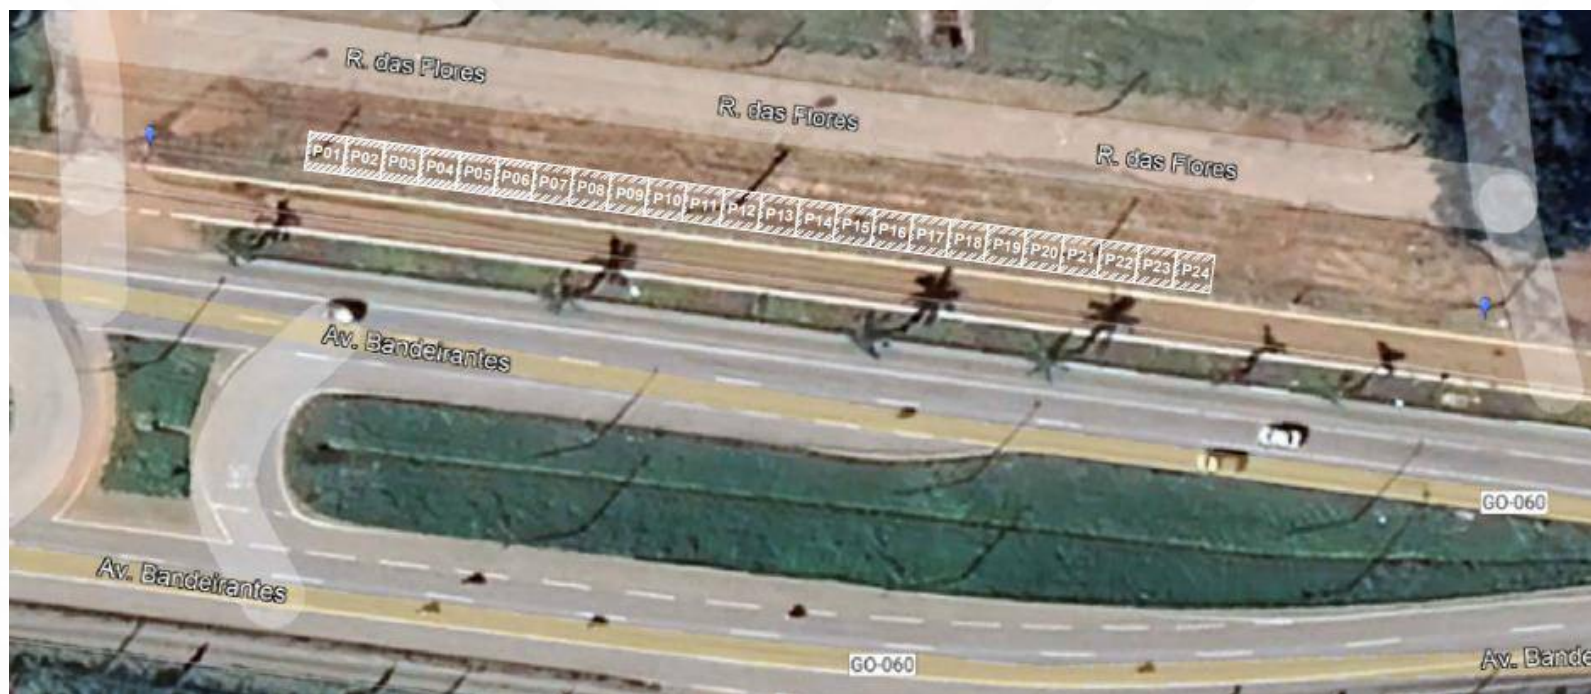 R. das Flores
R. das Flores
R. das Flores
P01 P02 P03 P04 P05 P06 P07 P08 P09 P10 P11 P12 P13 P14 P15 P16 P17 P18 P19 P20 P21 P22 P23 P24
Av. Bandeirantes
GO-060
Av. Bandeirantes
GO-060
Av. Bande